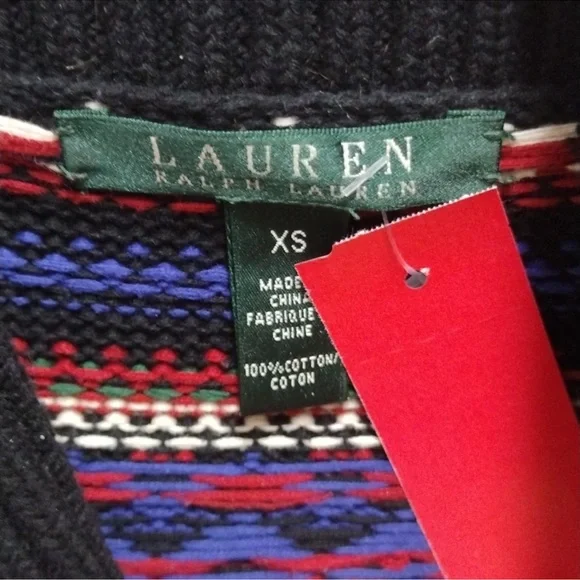 LAUREN
RALPH LAUREN
XS
MADE
CHINA
FABRIQUE
CHINE
100%COTTON/
COTON